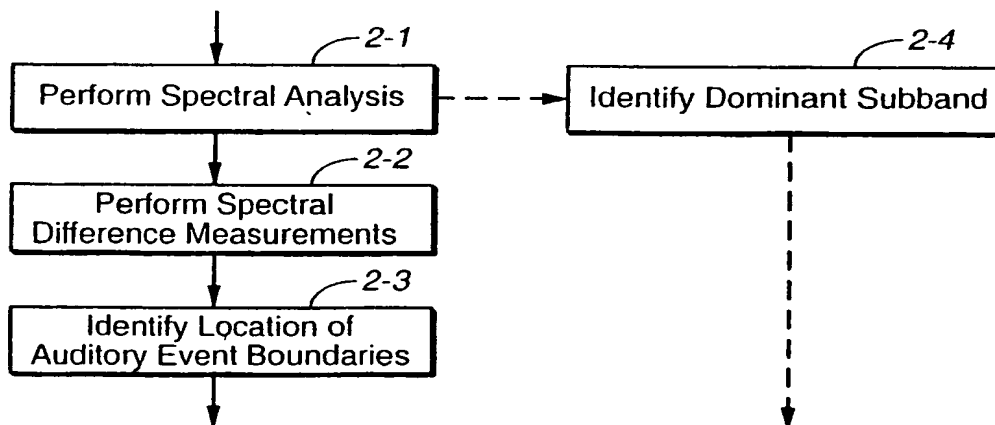 2-1
Perform Spectral Analysis
2-4
Identify Dominant Subband
2-2
Perform Spectral
Difference Measurements
2-3
Identify Location of
Auditory Event Boundaries